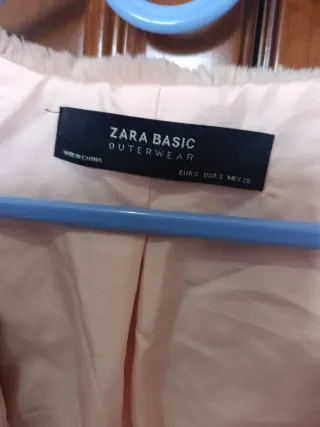 ZARA BASIC
OUTERWEAR
MADE IN CHINA
EUR S USA S MEX 26